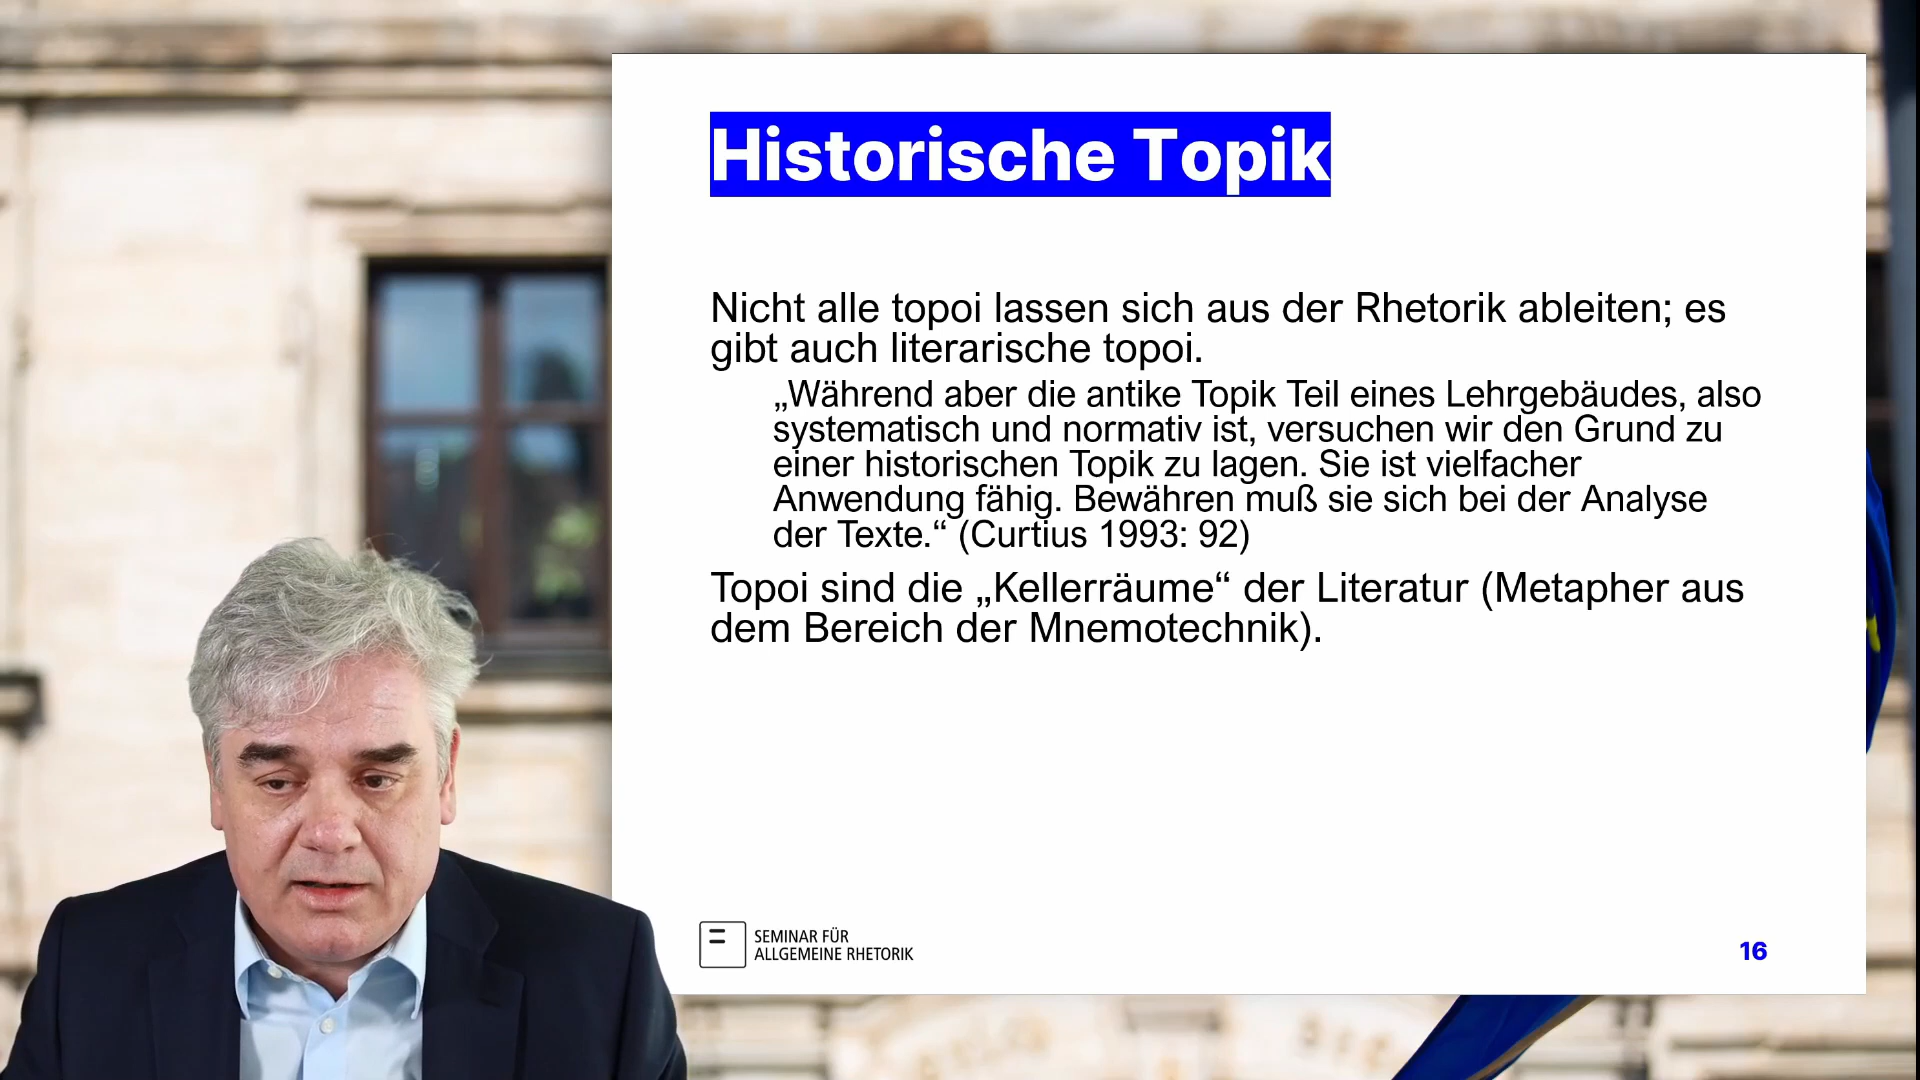 Historische Topik
Nicht alle topoi lassen sich aus der Rhetorik ableiten; es
gibt auch literarische topoi.
„Während aber die antike Topik Teil eines Lehrgebäudes, also
systematisch und normativ ist, versuchen wir den Grund zu
einer historischen Topik zu lagen. Sie ist vielfacher
Anwendung fähig. Bewähren muß sie sich bei der Analyse
der Texte.“ (Curtius 1993: 92)
Topoi sind die „Kellerräume“ der Literatur (Metapher aus
dem Bereich der Mnemotechnik).
SEMINAR FÜR
ALLGEMEINE RHETORIK
16